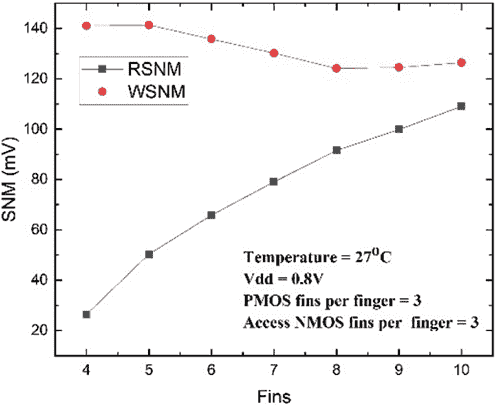 140
120
100
80
60
40
20
SNM (mV)
RSNM
WSNM
Temperature = 27⁰C
Vdd = 0.8V
PMOS fins per finger = 3
Access NMOS fins per finger = 3
4 5 6 7 8 9 10
Fins